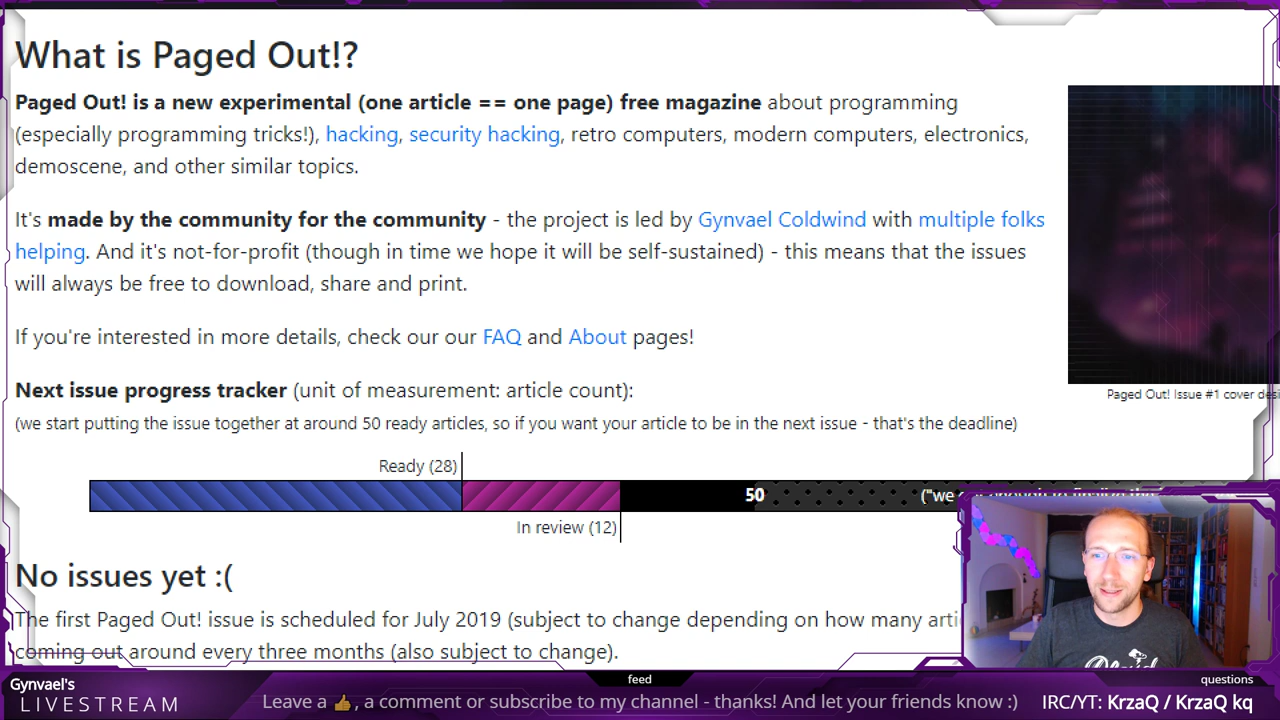 What is Paged Out!?
Paged Out! is a new experimental (one article == one page) free magazine about programming
(especially programming tricks!), hacking, security hacking, retro computers, modern computers, electronics,
demoscene, and other similar topics.
It's made by the community for the community - the project is led by Gynvael Coldwind with multiple folks
helping. And it's not-for-profit (though in time we hope it will be self-sustained) - this means that the issues
will always be free to download, share and print.
If you're interested in more details, check our our FAQ and About pages!
Paged Out! Issue #1 cover desi
Next issue progress tracker (unit of measurement: article count):
(we start putting the issue together at around 50 ready articles, so if you want your article to be in the next issue - that's the deadline)
Ready (28)
50 ("we
In review (12)
No issues yet :(
The first Paged Out! issue is scheduled for July 2019 (subject to change depending on how many arti
coming out around every three months (also subject to change).
Gynvael's
LIVESTREAM
feed
Leave a 👍, a comment or subscribe to my channel - thanks! And let your friends know :)
questions
IRC/YT: KrzaQ / KrzaQ kq